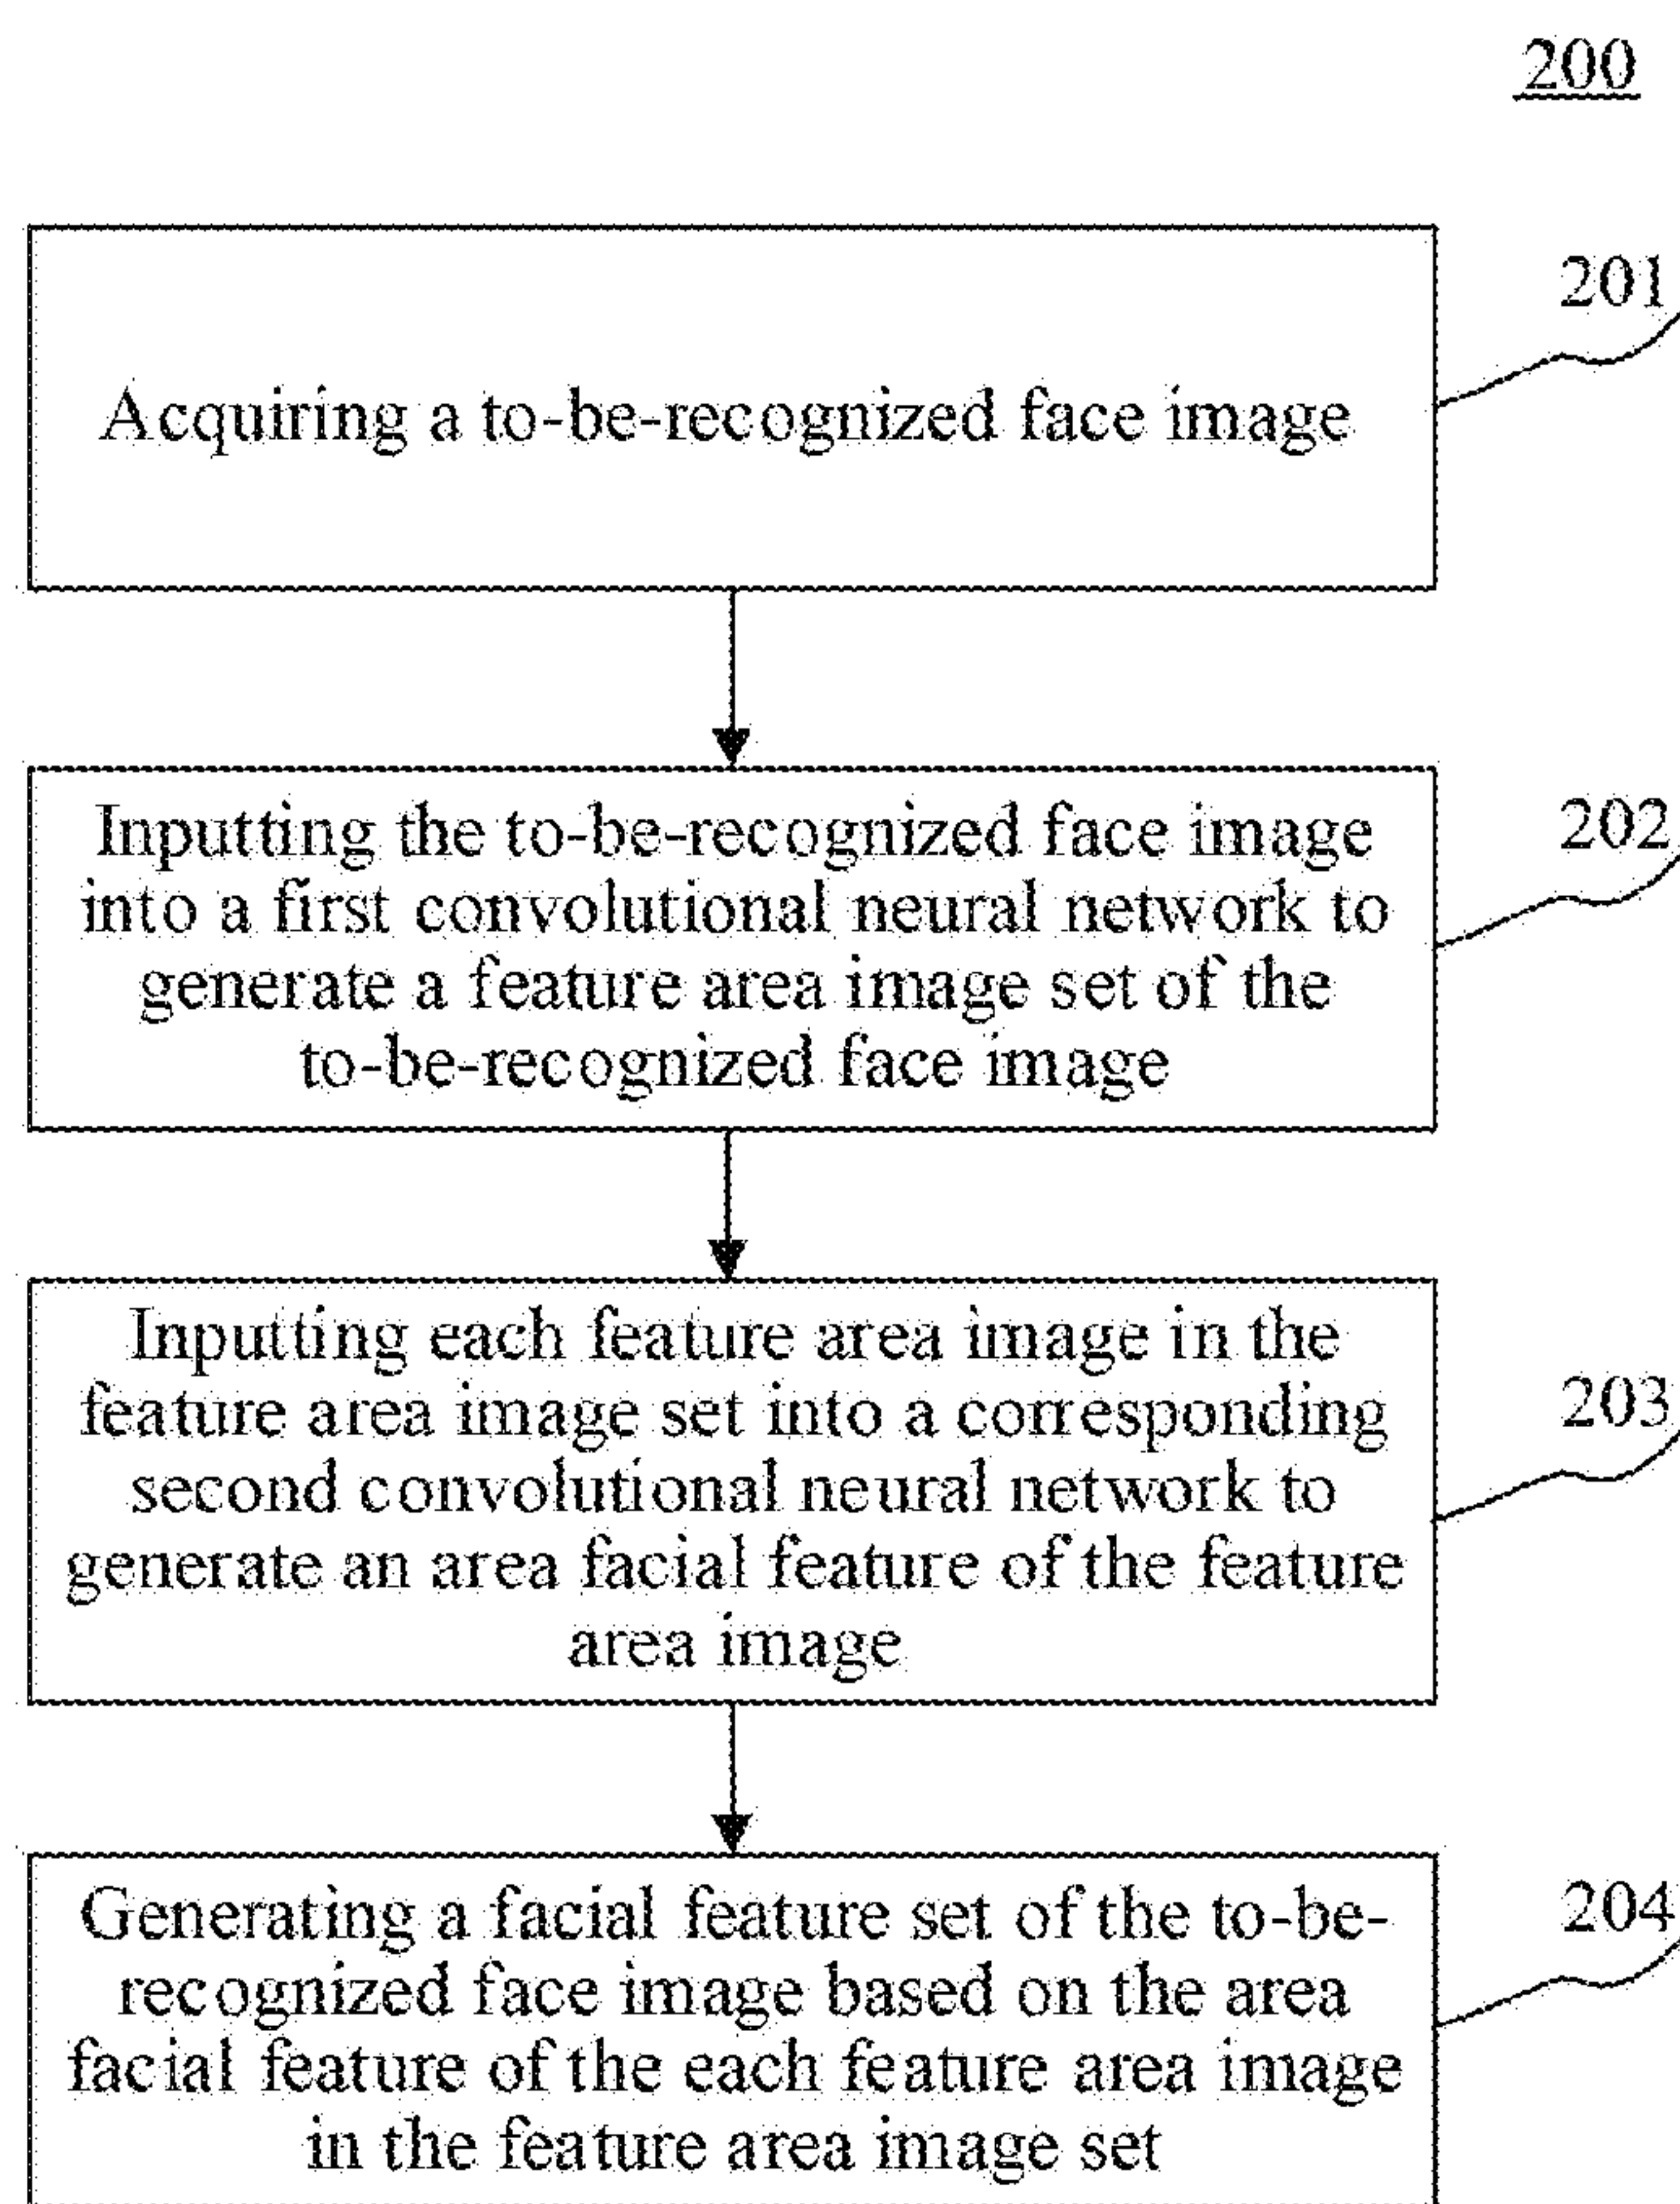 200
201
Acquiring a to-be-recognized face image
202
Inputting the to-be-recognized face image
into a first convolutional neural network to
generate a feature area image set of the
to-be-recognized face image
203
Inputting each feature area image in the
feature area image set into a corresponding
second convolutional neural network to
generate an area facial feature of the feature
area image
204
Generating a facial feature set of the to-be-
recognized face image based on the area
facial feature of the each feature area image
in the feature area image set